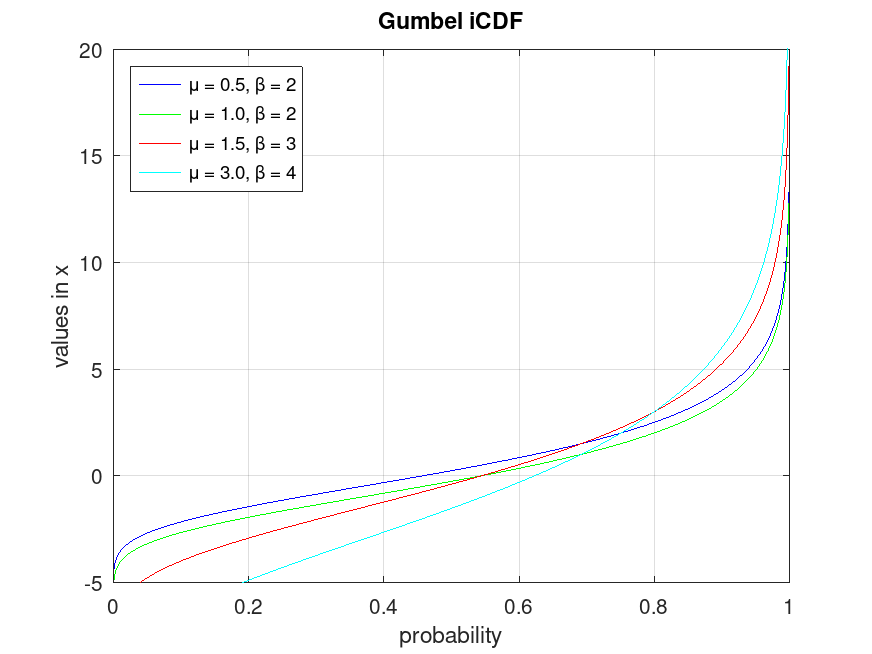 Gumbel iCDF
20
15
10
5
0
-5
values in x
μ = 0.5, β = 2
μ = 1.0, β = 2
μ = 1.5, β = 3
μ = 3.0, β = 4
0
0.2
0.4
0.6
0.8
1
probability